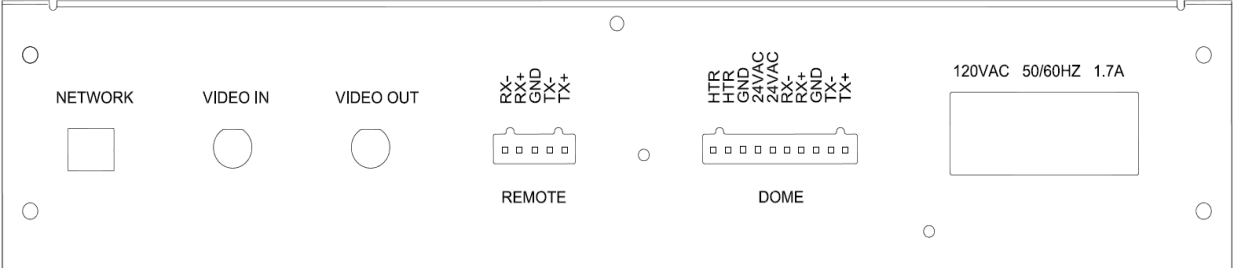 120VAC 50/60HZ 1.7A
NETWORK
VIDEO IN
VIDEO OUT
RX-
RX+
GND
TX-
TX+
HTR
HTR
GND
24VAC
24VAC
RX-
RX+
GND
TX-
TX+
REMOTE
DOME